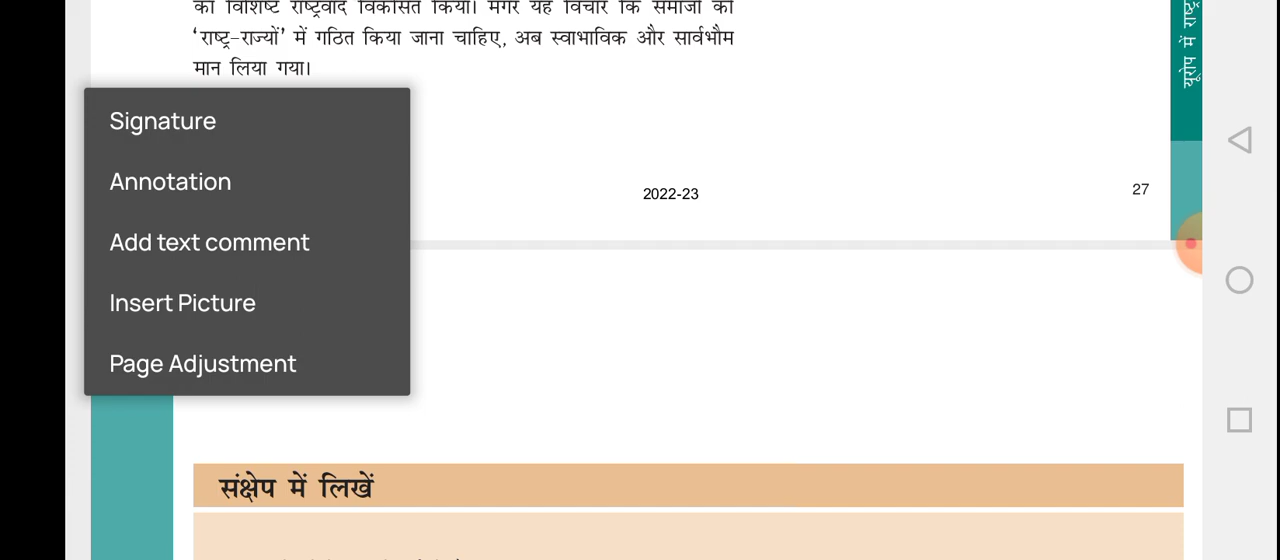 का विशिष्ट राष्ट्रवाद विकसित किया। मगर यह विचार कि समाजों को
'राष्ट्र-राज्यों' में गठित किया जाना चाहिए, अब स्वाभाविक और सार्वभौम
मान लिया गया।
Signature
Annotation
Add text comment
Insert Picture
Page Adjustment
2022-23
27
यूरोप में राष्ट्र
संक्षेप में लिखें